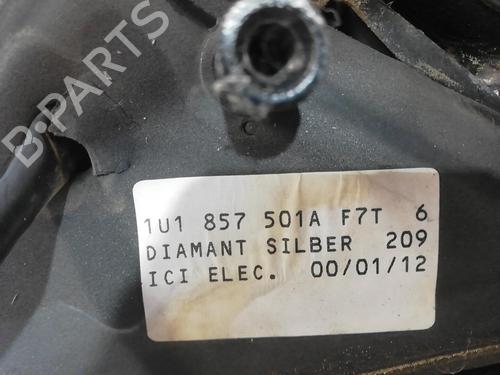 B-PARTS
1U1 857 501A F7T 6
DIAMANT SILBER 209
ICI ELEC. 00/01/12